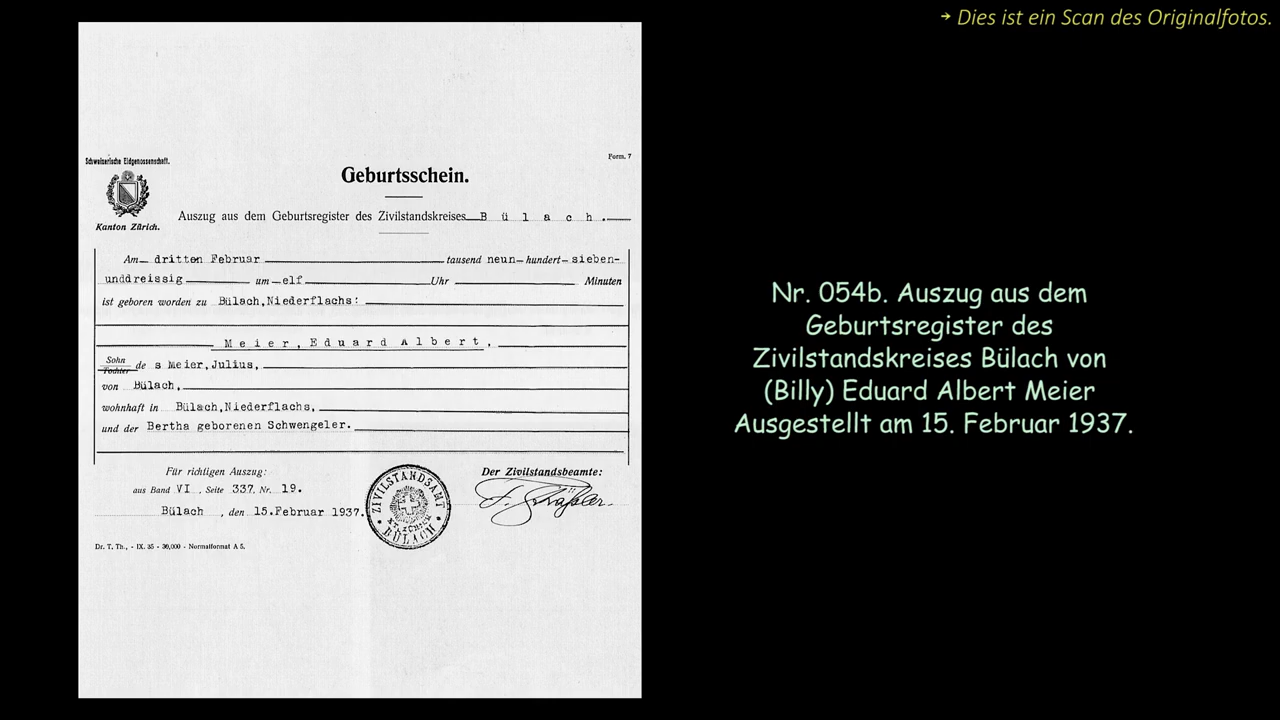 → Dies ist ein Scan des Originalfotos.
Schweizerische Eidgenossenschaft.
Form. 7
Geburtsschein.
Kanton Zürich.
Auszug aus dem Geburtsregister des Zivilstandskreises B ü l a c h .
Am dritten Februar tausend neun-hundert-sieben-
unddreissig um elf Uhr Minuten
ist geboren worden zu Bülach,Niederflachs:
Meier,Eduard Albert,
Sohn
Tochter
de s Meier,Julius,
von Bülach,
wohnhaft in Bülach,Niederflachs,
und der Bertha geborenen Schwengeler.
Für richtigen Auszug:
Der Zivilstandsbeamte:
aus Band VI , Seite 337, Nr. 19.
Bülach , den 15.Februar 1937.
ZIVILSTANDSAMT
KT. ZÜRICH
BÜLACH
Dr. T. Th., - IX. 35 - 30,000 - Normalformat A 5.
Nr. 054b. Auszug aus dem
Geburtsregister des
Zivilstandskreises Bülach von
(Billy) Eduard Albert Meier
Ausgestellt am 15. Februar 1937.